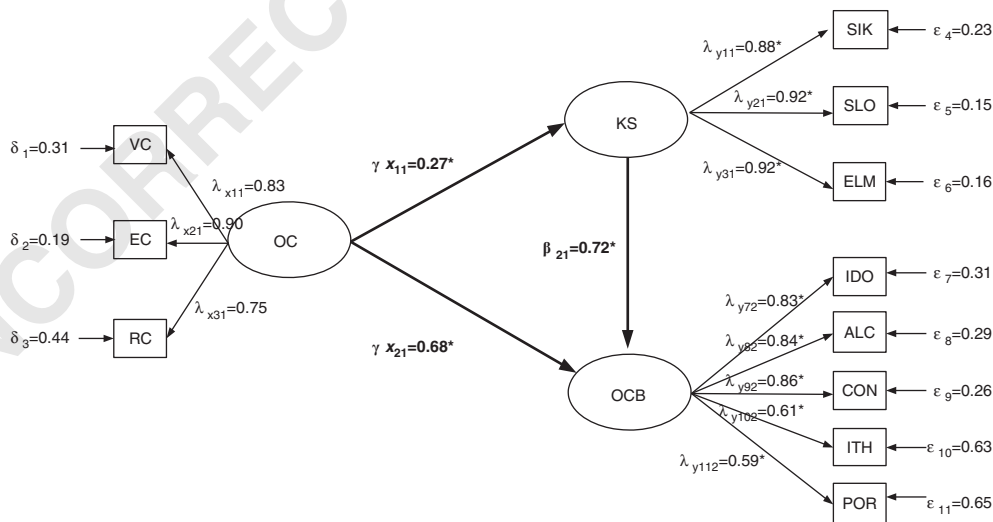 NCORREC
δ 1=0.31
VC
λ x11=0.83
δ 2=0.19
EC
λ x21=0.90
OC
δ 3=0.44
RC
λ x31=0.75
γ x11=0.27*
γ x21=0.68*
KS
β 21=0.72*
OCB
λ y11=0.88*
SIK
ε 4=0.23
λ y21=0.92*
SLO
ε 5=0.15
λ y31=0.92*
ELM
ε 6=0.16
λ y72=0.83*
IDO
ε 7=0.31
λ y82=0.84*
ALC
ε 8=0.29
λ y92=0.86*
CON
ε 9=0.26
λ y102=0.61*
ITH
ε 10=0.63
λ y112=0.59*
POR
ε 11=0.65